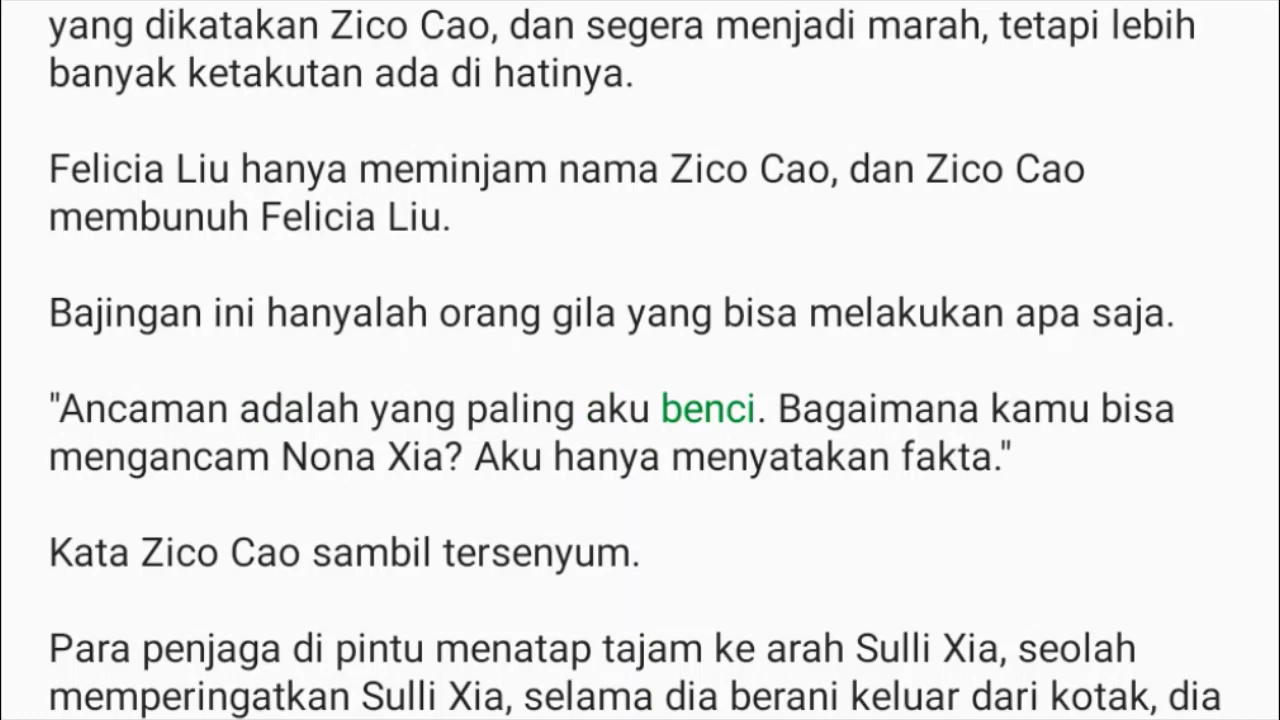 yang dikatakan Zico Cao, dan segera menjadi marah, tetapi lebih
banyak ketakutan ada di hatinya.
Felicia Liu hanya meminjam nama Zico Cao, dan Zico Cao
membunuh Felicia Liu.
Bajingan ini hanyalah orang gila yang bisa melakukan apa saja.
"Ancaman adalah yang paling aku benci. Bagaimana kamu bisa
mengancam Nona Xia? Aku hanya menyatakan fakta."
Kata Zico Cao sambil tersenyum.
Para penjaga di pintu menatap tajam ke arah Sulli Xia, seolah
memperingatkan Sulli Xia, selama dia berani keluar dari kotak, dia